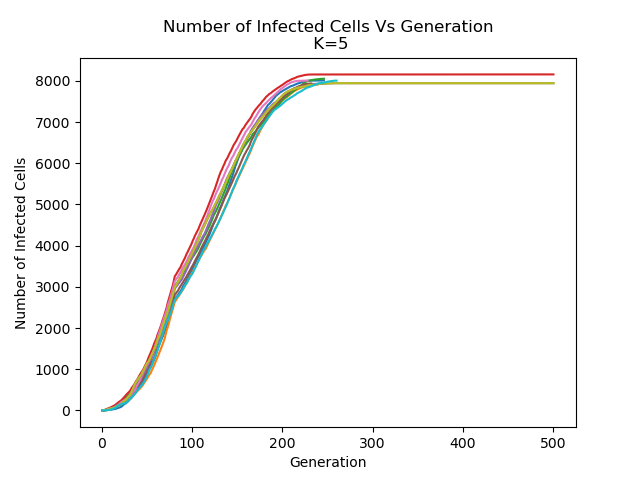 Number of Infected Cells Vs Generation
K=5
Number of Infected Cells
8000
7000
6000
5000
4000
3000
2000
1000
0
0 100 200 300 400 500
Generation